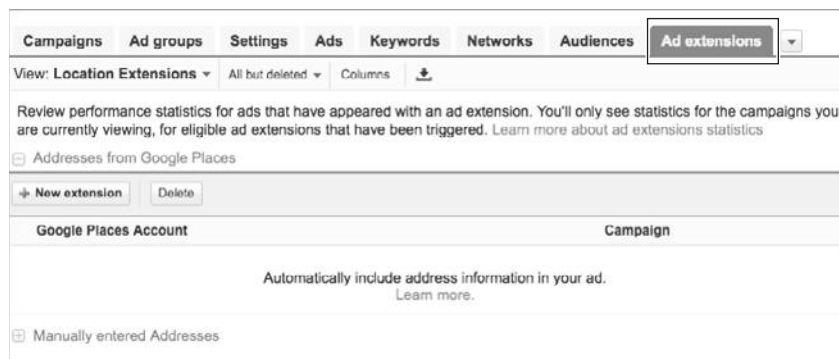 Campaigns Ad groups Settings Ads Keywords Networks Audiences Ad extensions
View: Location Extensions All but deleted Columns
Review performance statistics for ads that have appeared with an ad extension. You'll only see statistics for the campaigns you
are currently viewing, for eligible ad extensions that have been triggered. Learn more about ad extensions statistics
Addresses from Google Places
+ New extension Delete
Google Places Account Campaign
Automatically include address information in your ad.
Learn more.
Manually entered Addresses